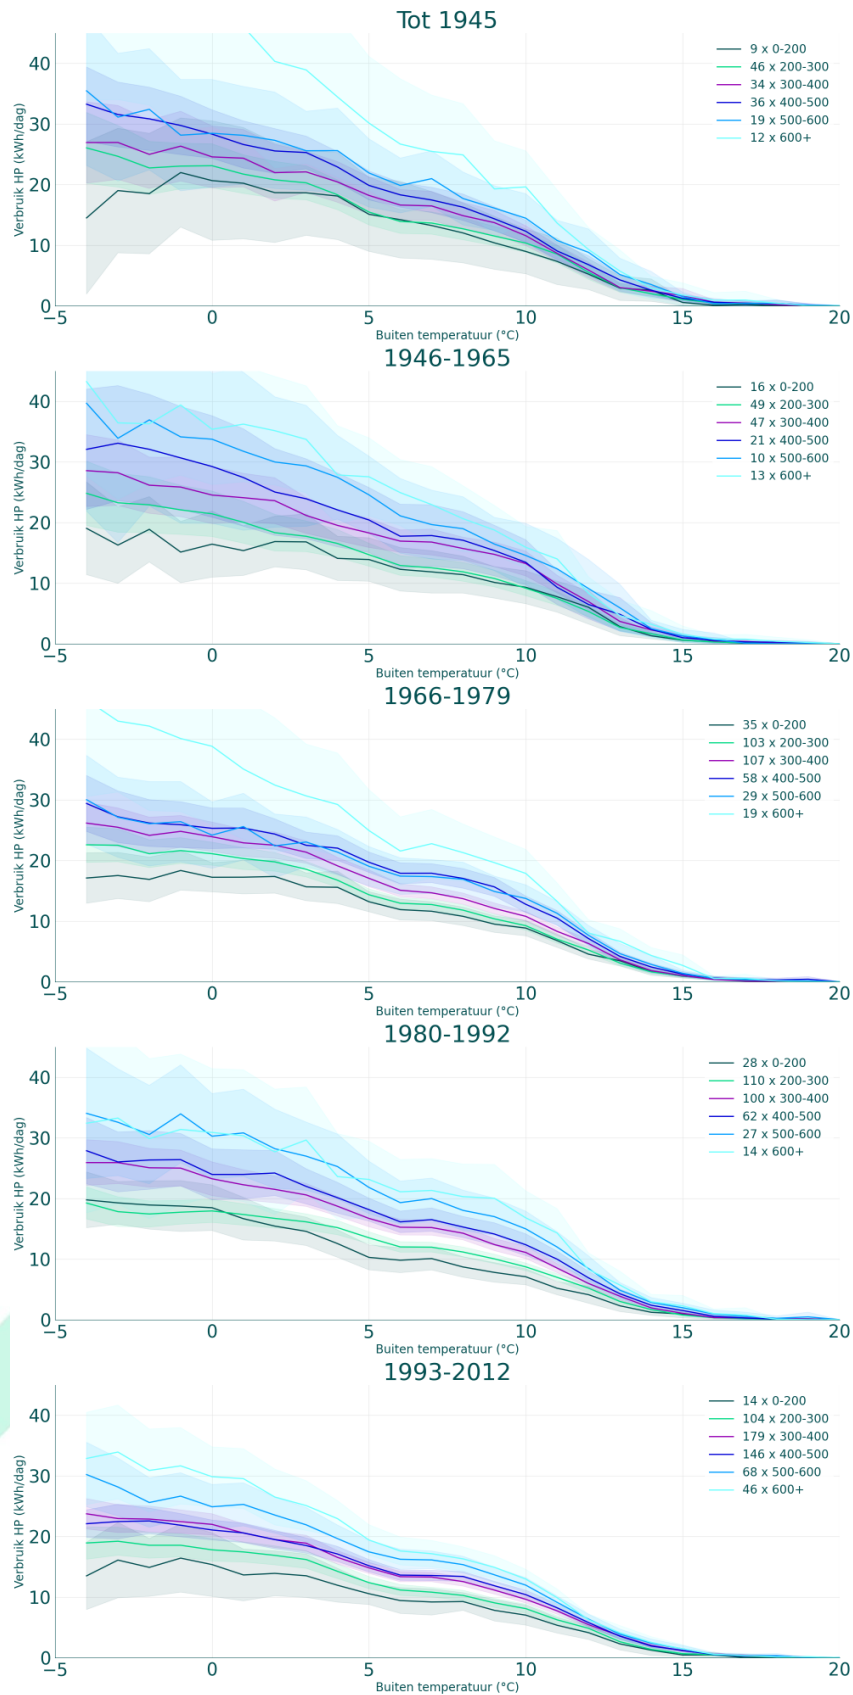 Tot 1945
Verbruik HP (kWh/dag)
40
30
20
10
0
9 x 0-200
46 x 200-300
34 x 300-400
36 x 400-500
19 x 500-600
12 x 600+
−5 0 5 10 15 20
Buiten temperatuur (°C)
1946-1965
Verbruik HP (kWh/dag)
40
30
20
10
0
16 x 0-200
49 x 200-300
47 x 300-400
21 x 400-500
10 x 500-600
13 x 600+
−5 0 5 10 15 20
Buiten temperatuur (°C)
1966-1979
Verbruik HP (kWh/dag)
40
30
20
10
0
35 x 0-200
103 x 200-300
107 x 300-400
58 x 400-500
29 x 500-600
19 x 600+
−5 0 5 10 15 20
Buiten temperatuur (°C)
1980-1992
Verbruik HP (kWh/dag)
40
30
20
10
0
28 x 0-200
110 x 200-300
100 x 300-400
62 x 400-500
27 x 500-600
14 x 600+
−5 0 5 10 15 20
Buiten temperatuur (°C)
1993-2012
Verbruik HP (kWh/dag)
40
30
20
10
0
14 x 0-200
104 x 200-300
179 x 300-400
146 x 400-500
68 x 500-600
46 x 600+
−5 0 5 10 15 20
Buiten temperatuur (°C)